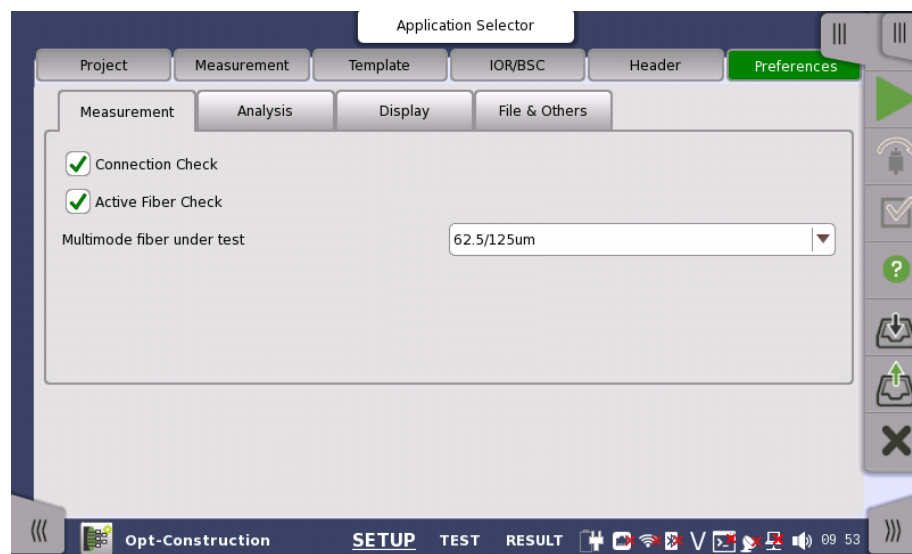 Application Selector
Project Measurement Template IOR/BSC Header Preferences
Measurement Analysis Display File & Others
Connection Check
Active Fiber Check
Multimode fiber under test 62.5/125um
Opt-Construction SETUP TEST RESULT 09 53